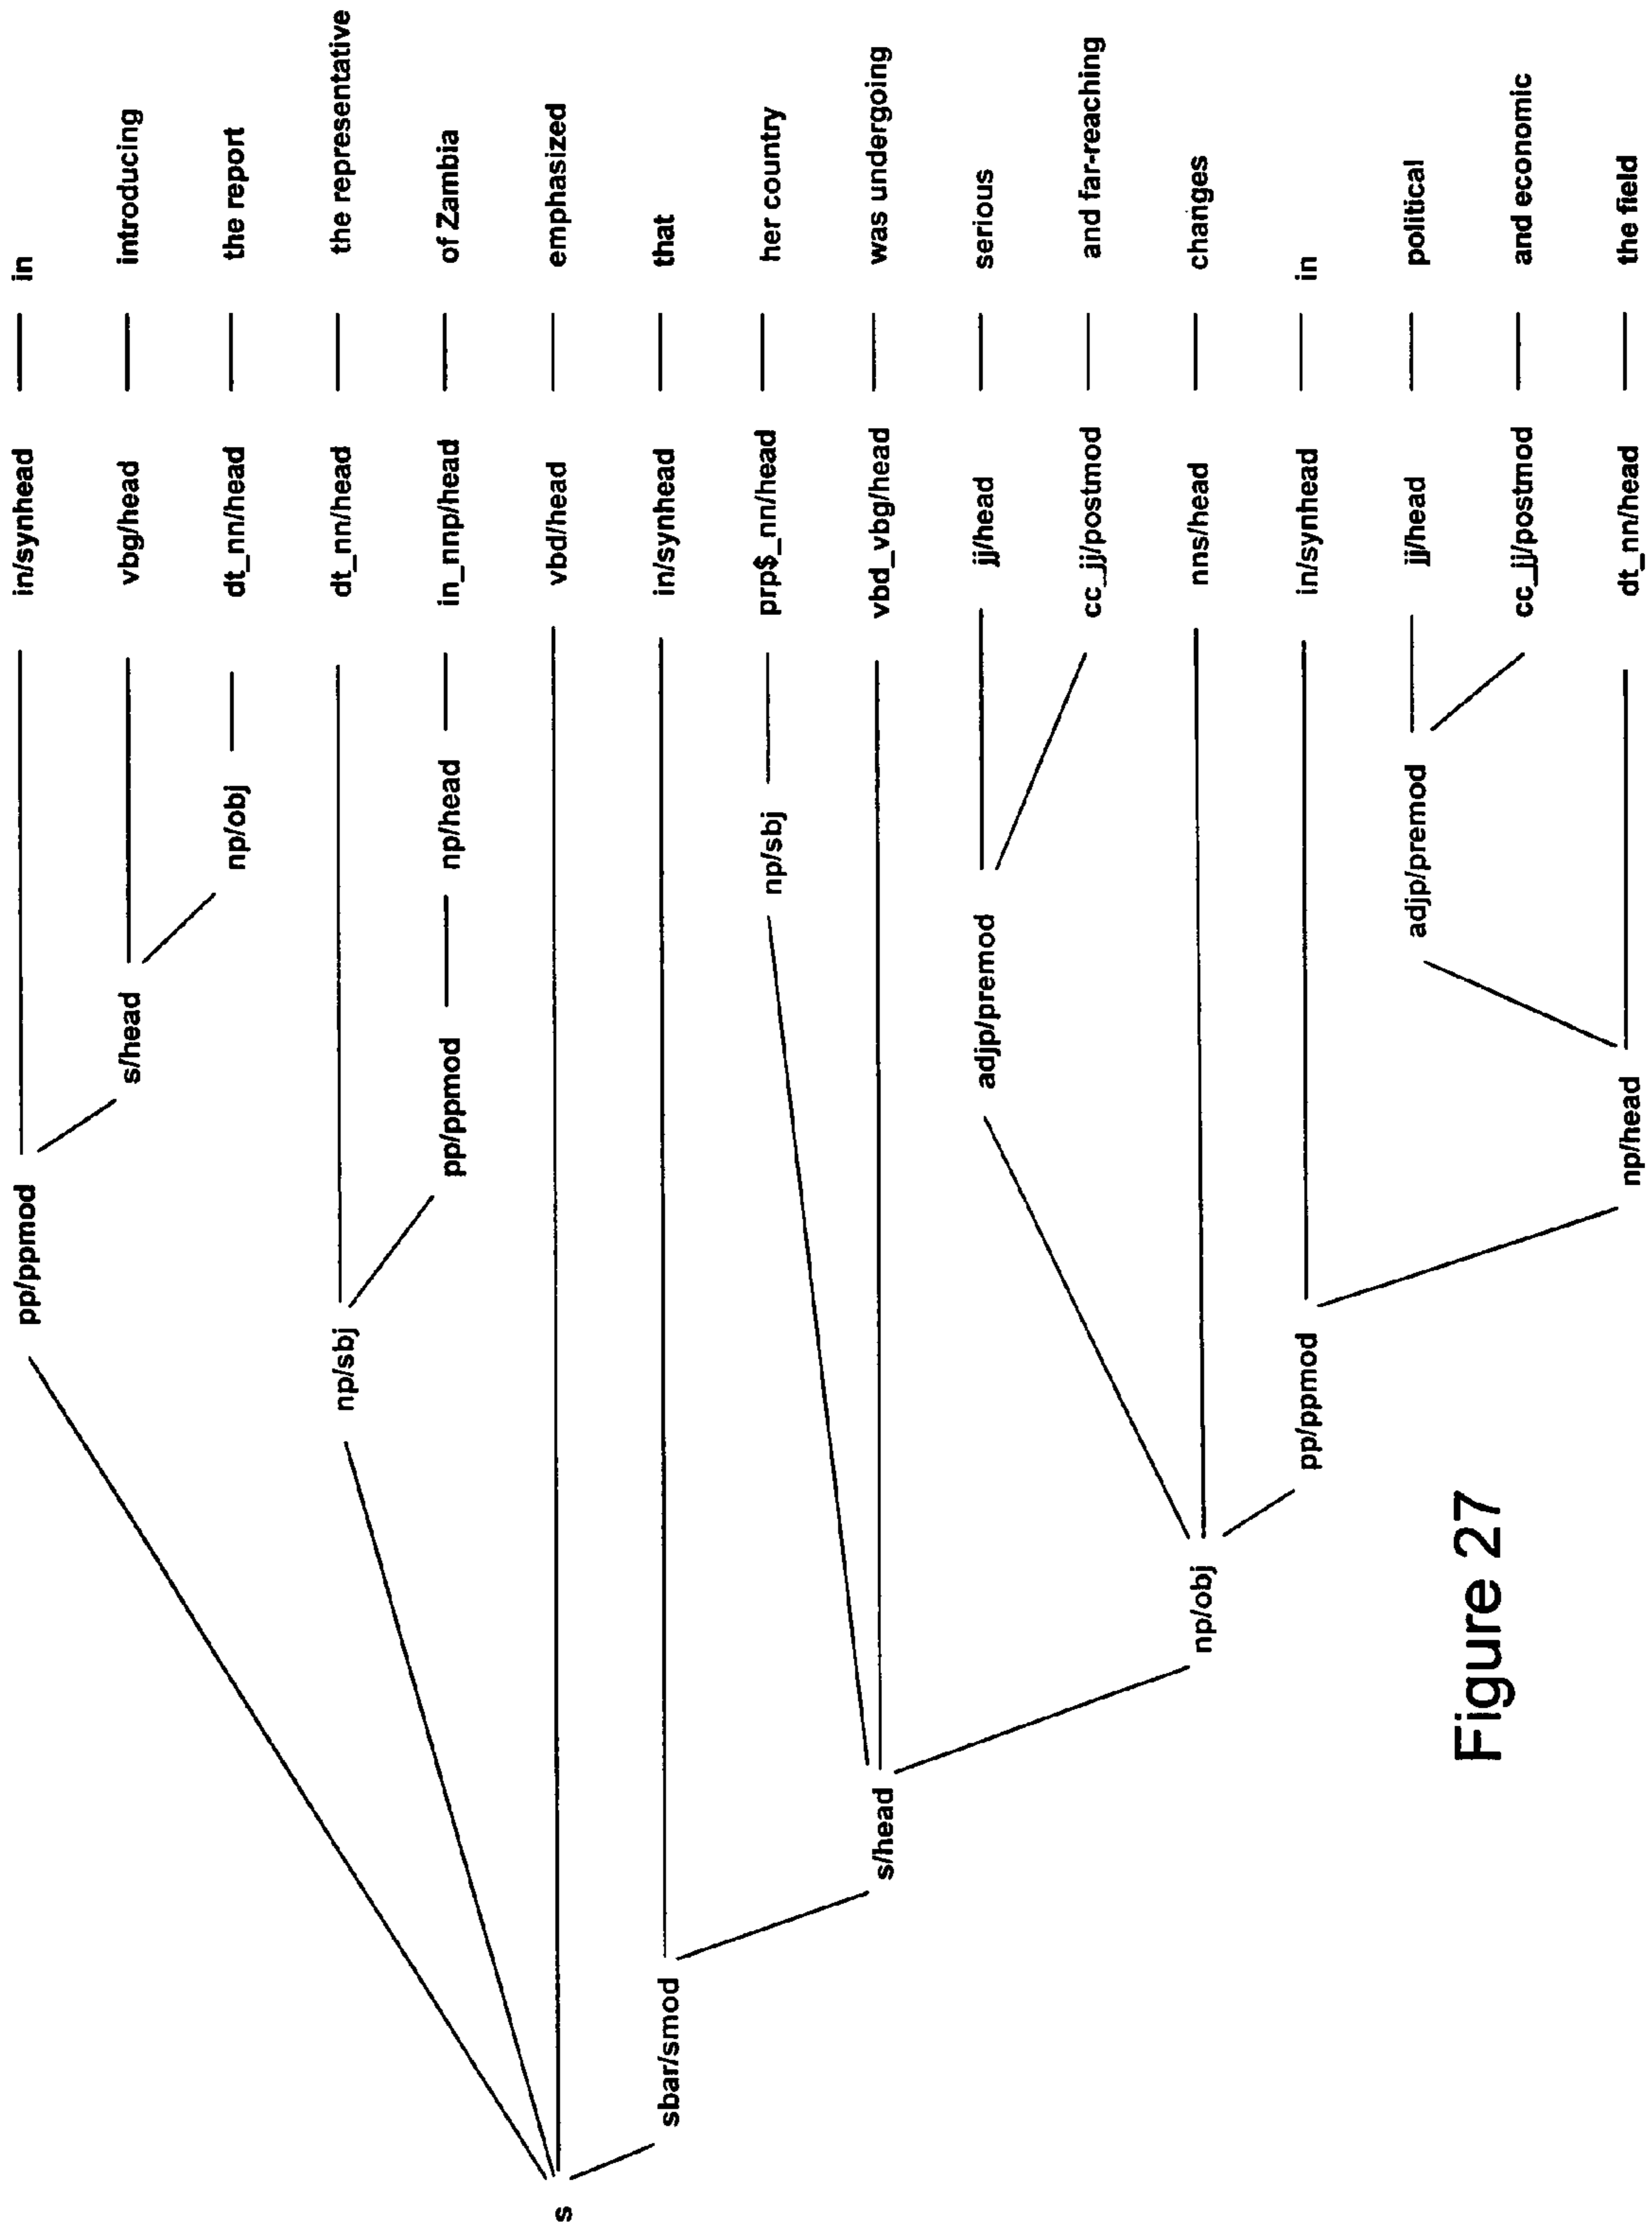 pp/ppmod in/synhead in
s/head vbg/head introducing
np/obj dt_nn/head the report
np/sbj dt_nn/head the representative
pp/ppmod np/head in_nnp/head of Zambia
s vbd/head emphasized
sbar/smod in/synhead that
np/sbj prp$_nn/head her country
s/head vbd_vbg/head was undergoing
adjp/premod jj/head serious
cc_jj/postmod and far-reaching
np/obj nns/head changes
pp/ppmod in/synhead in
adjp/premod jj/head political
cc_jj/postmod and economic
np/head dt_nn/head the field
Figure 27